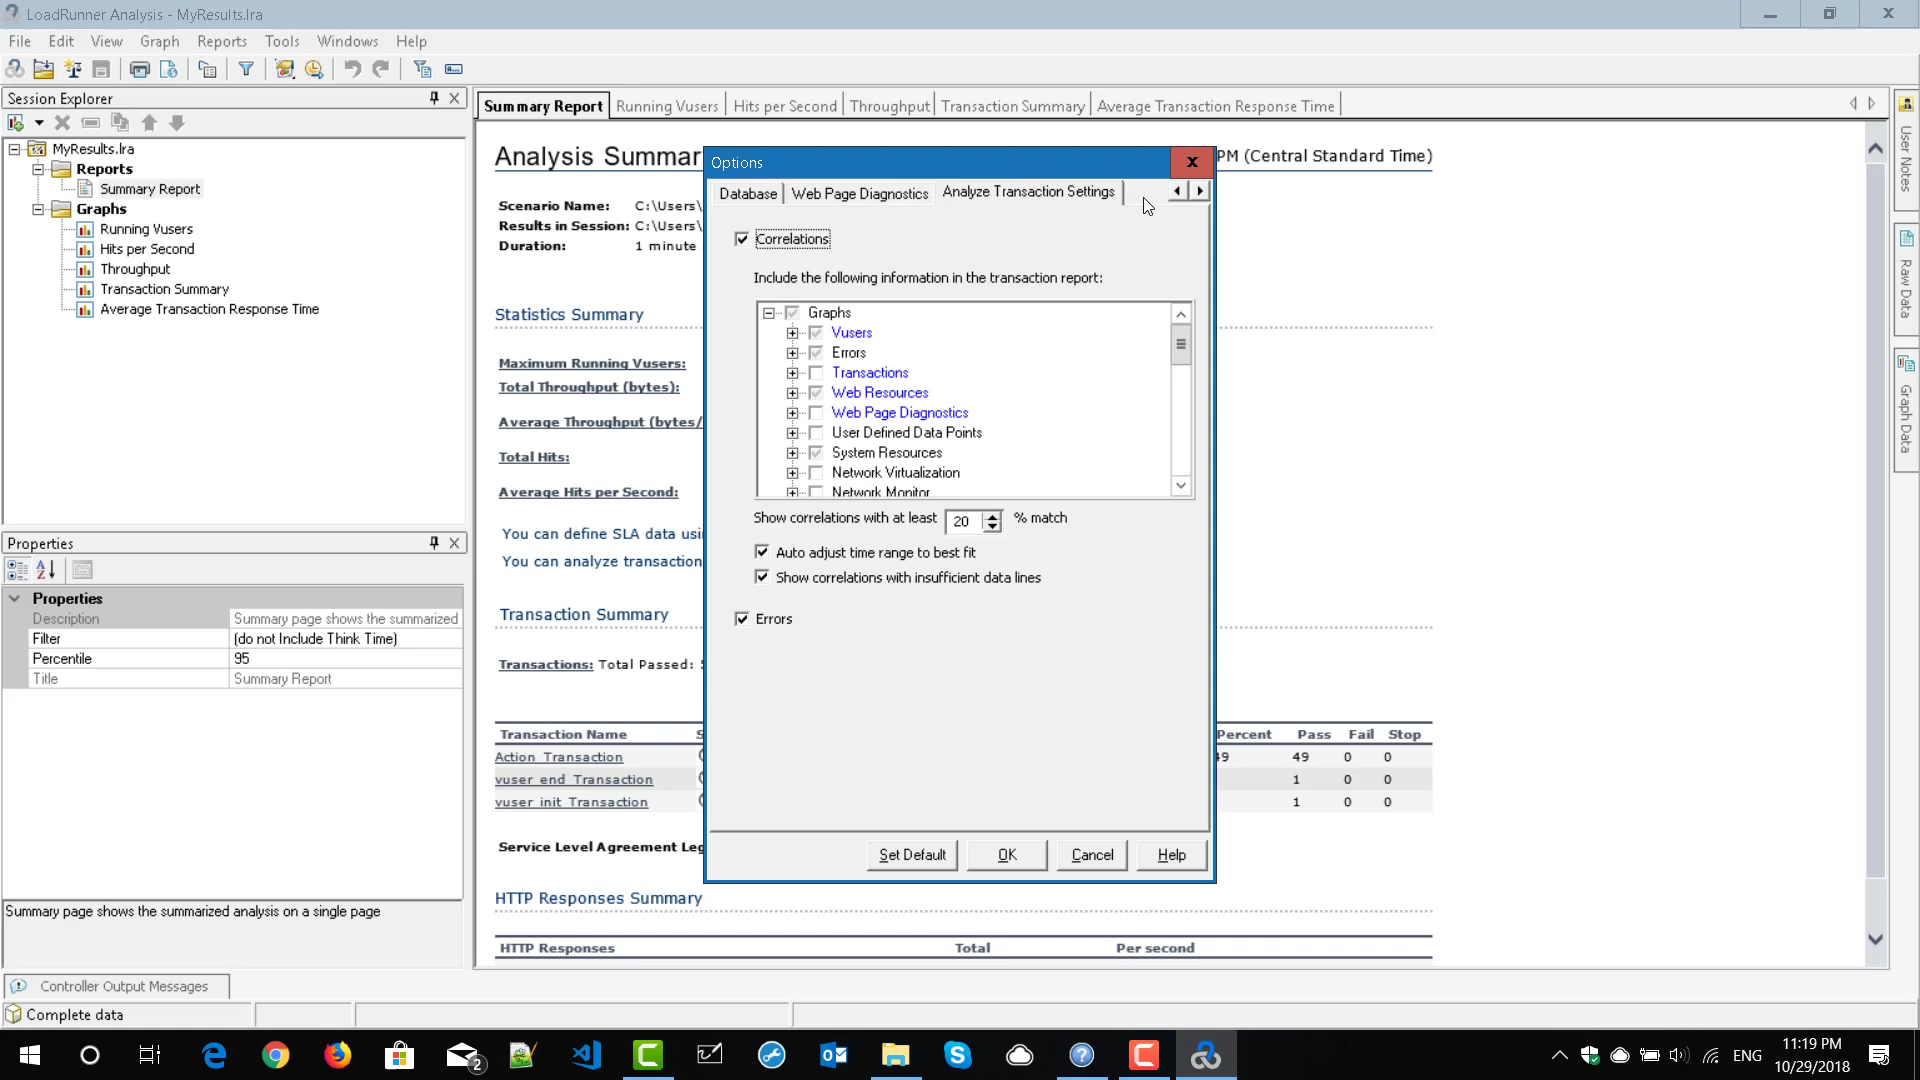 LoadRunner Analysis - MyResults.lra
File Edit View Graph Reports Tools Windows Help
Session Explorer
MyResults.lra
Reports
Summary Report
Graphs
Running Vusers
Hits per Second
Throughput
Transaction Summary
Average Transaction Response Time
Properties
Properties
Description Summary page shows the summarized
Filter (do not Include Think Time)
Percentile 95
Title Summary Report
Summary page shows the summarized analysis on a single page
Controller Output Messages
Complete data
Summary Report Running Vusers Hits per Second Throughput Transaction Summary Average Transaction Response Time
Analysis Summar PM (Central Standard Time)
Scenario Name: C:\Users\
Results in Session: C:\Users\
Duration: 1 minute
Statistics Summary
Maximum Running Vusers:
Total Throughput (bytes):
Average Throughput (bytes/
Total Hits:
Average Hits per Second:
You can define SLA data usi
You can analyze transaction
Transaction Summary
Transactions: Total Passed:
Transaction Name Percent Pass Fail Stop
Action_Transaction 49 49 0 0
vuser_end_Transaction 1 0 0
vuser_init_Transaction 1 0 0
Service Level Agreement Leg
HTTP Responses Summary
HTTP Responses Total Per second
Options
Database Web Page Diagnostics Analyze Transaction Settings
Correlations
Include the following information in the transaction report:
Graphs
Vusers
Errors
Transactions
Web Resources
Web Page Diagnostics
User Defined Data Points
System Resources
Network Virtualization
Network Monitor
Show correlations with at least 20 % match
Auto adjust time range to best fit
Show correlations with insufficient data lines
Errors
Set Default OK Cancel Help
User Notes
Raw Data
Graph Data
2
ENG
11:19 PM
10/29/2018